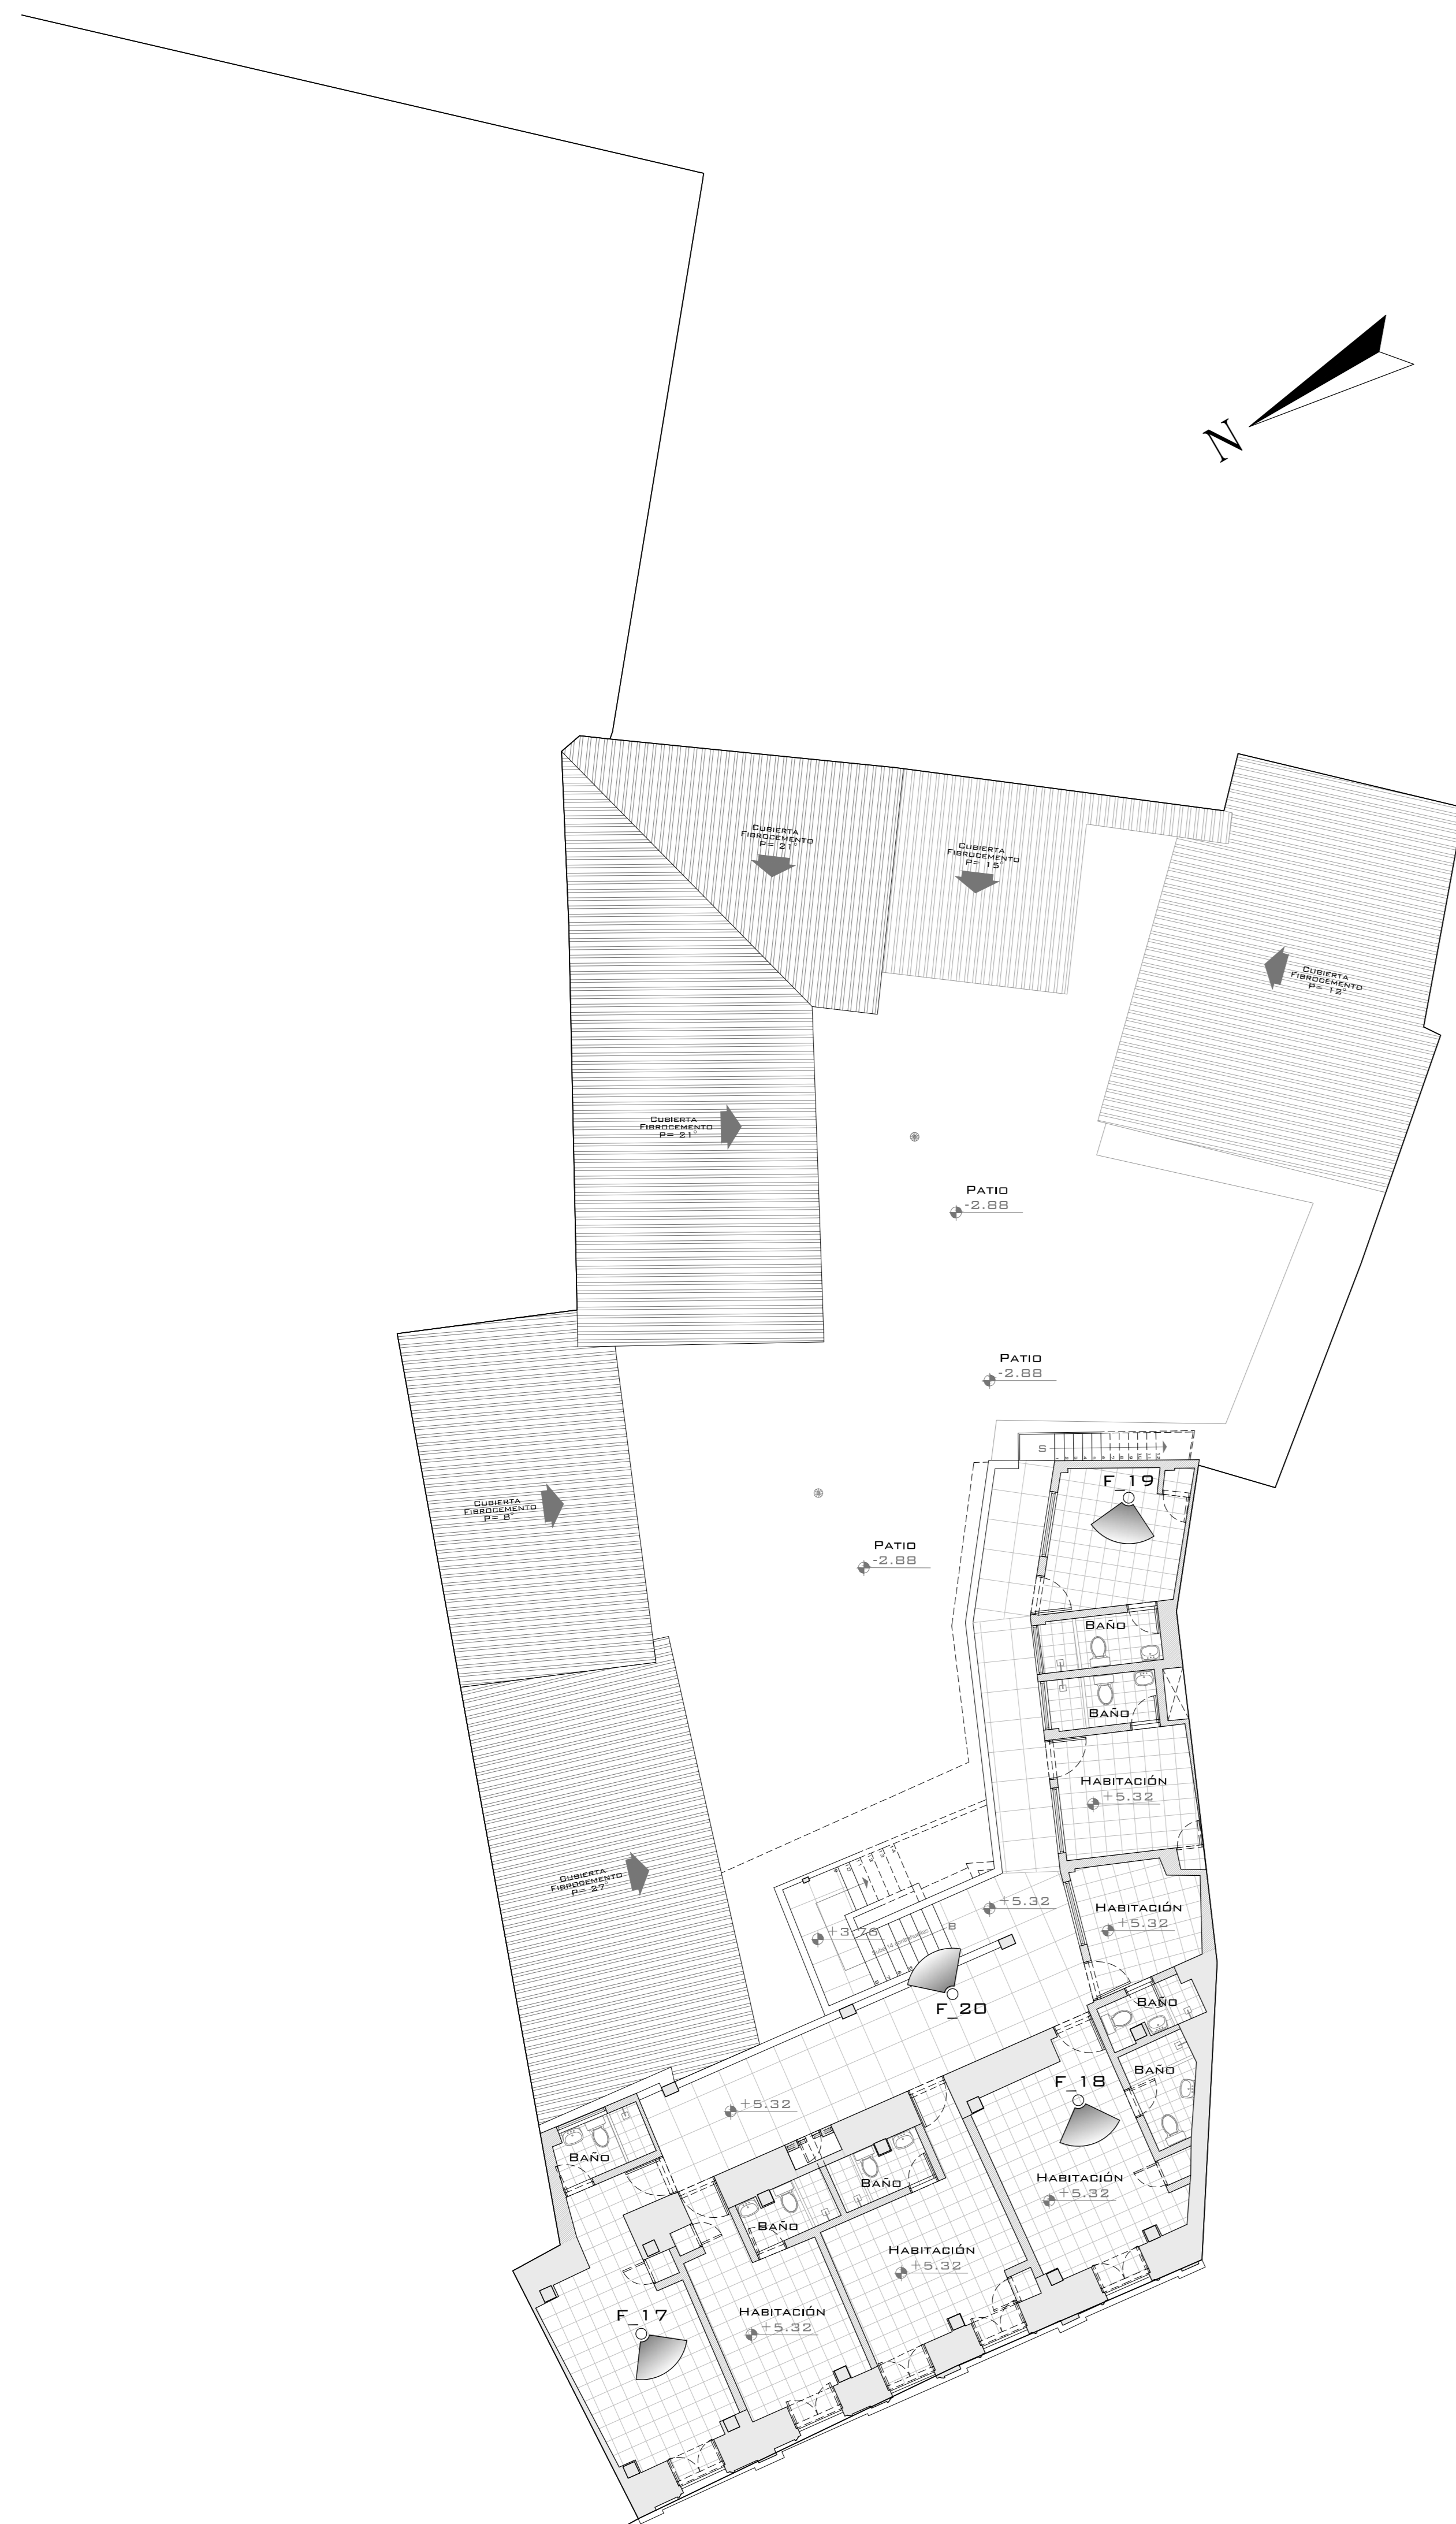 N
Cubierta
Fibrocemento
P= 21°
Cubierta
Fibrocemento
P= 15°
Cubierta
Fibrocemento
P= 12°
Cubierta
Fibrocemento
P= 21°
Patio
-2.88
Patio
-2.88
S
F_19
Cubierta
Fibrocemento
P= 8°
Patio
-2.88
Baño
Baño
Habitación
+5.32
Cubierta
Fibrocemento
P= 27°
+5.32
Habitación
+5.32
+3.76
B
F_20
Baño
Baño
F_18
+5.32
Baño
Baño
Habitación
+5.32
Baño
Habitación
+5.32
F_17
Habitación
+5.32